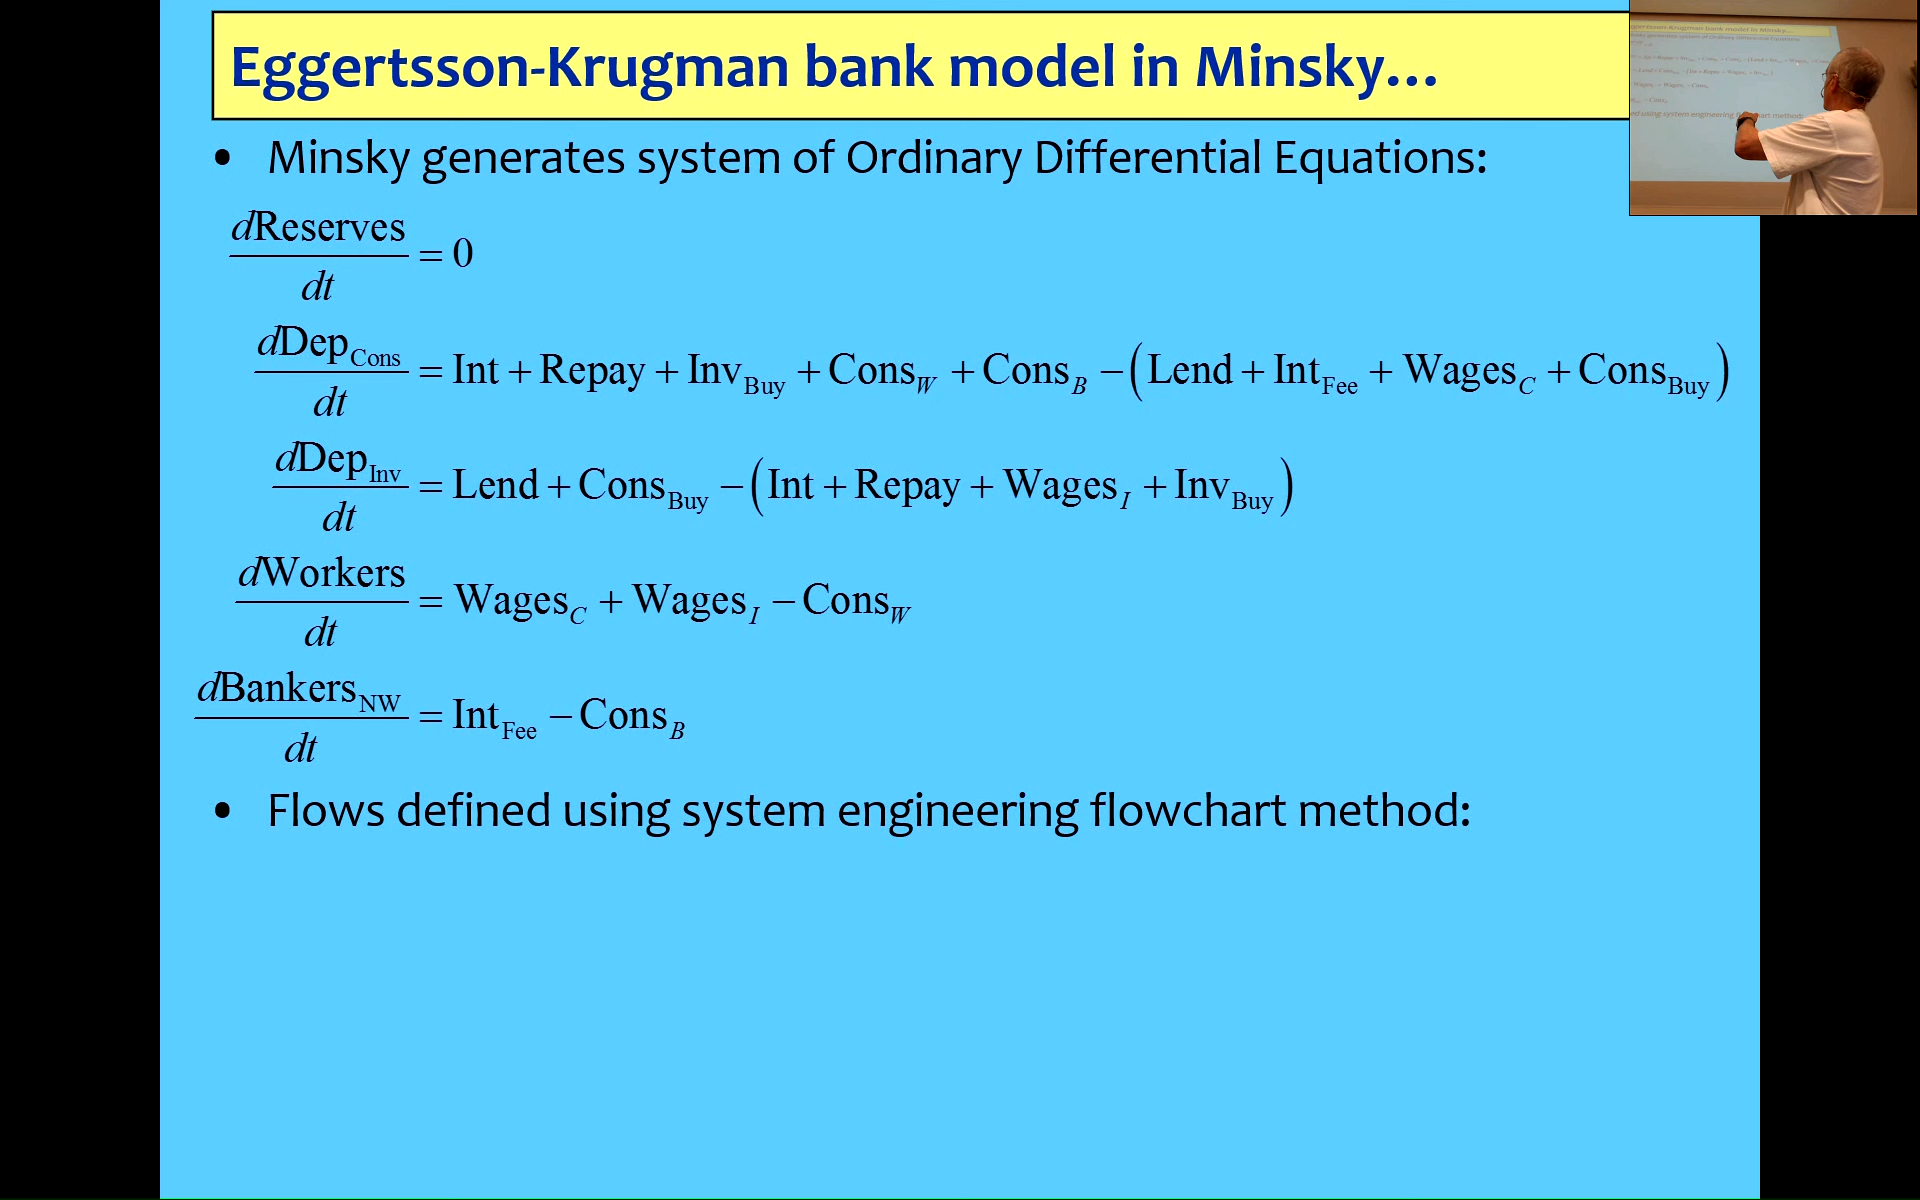 Eggertsson-Krugman bank model in Minsky…
• Minsky generates system of Ordinary Differential Equations:
dReserves/dt = 0
dDep_Cons/dt = Int + Repay + Inv_Buy + Cons_W + Cons_B − (Lend + Int_Fee + Wages_C + Cons_Buy)
dDep_Inv/dt = Lend + Cons_Buy − (Int + Repay + Wages_I + Inv_Buy)
dWorkers/dt = Wages_C + Wages_I − Cons_W
dBankers_NW/dt = Int_Fee − Cons_B
• Flows defined using system engineering flowchart method: